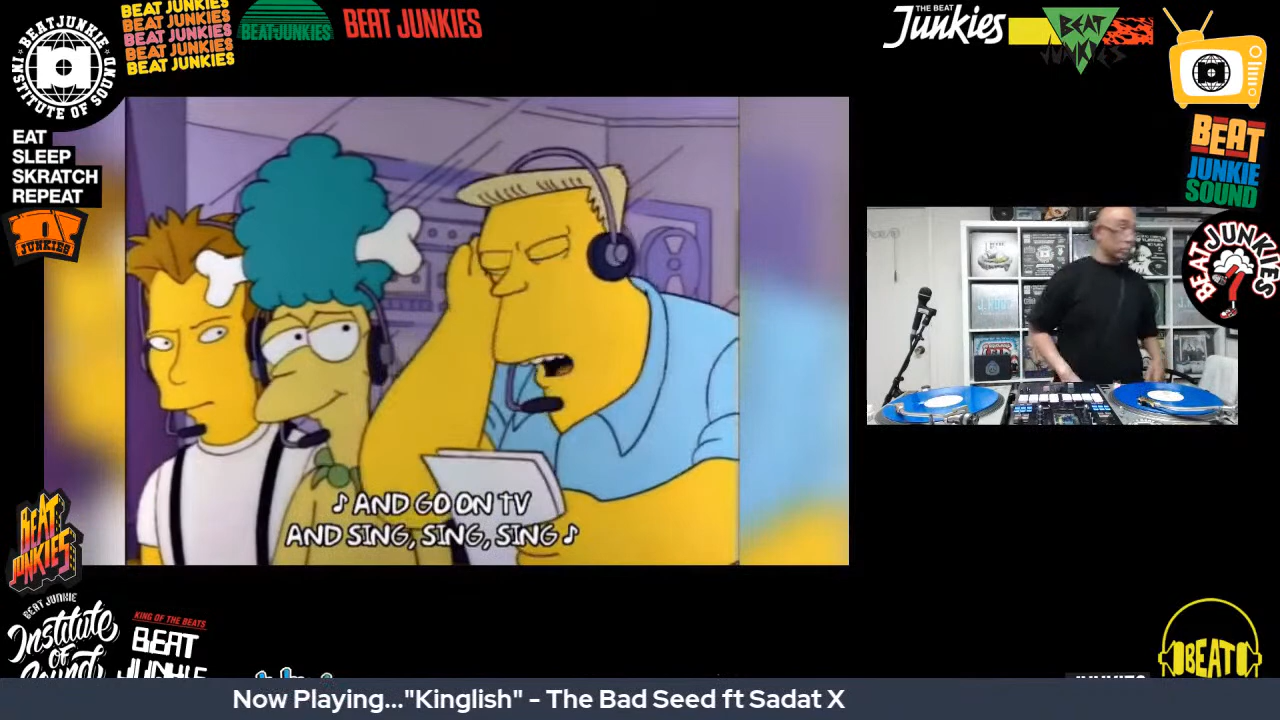 BEATJUNKIE
INSTITUTE OF SOUND
BEAT JUNKIES
BEAT JUNKIES
BEAT JUNKIES
BEAT JUNKIES
BEAT JUNKIES
BEATJUNKIES
BEAT JUNKIES
THE BEAT
Junkies
BEAT
JUNKIES
EAT
SLEEP
SKRATCH
REPEAT
JUNKIES
BEAT
JUNKIE
SOUND
BEATJUNKIES
♪ AND GO ON TV
AND SING, SING, SING ♪
BEAT
JUNKIES
BEAT JUNKIE
Institute
of
Sound
KING OF THE BEATS
BEAT
JUNKIE
BEAT
JUNKIES
Now Playing..."Kinglish" - The Bad Seed ft Sadat X